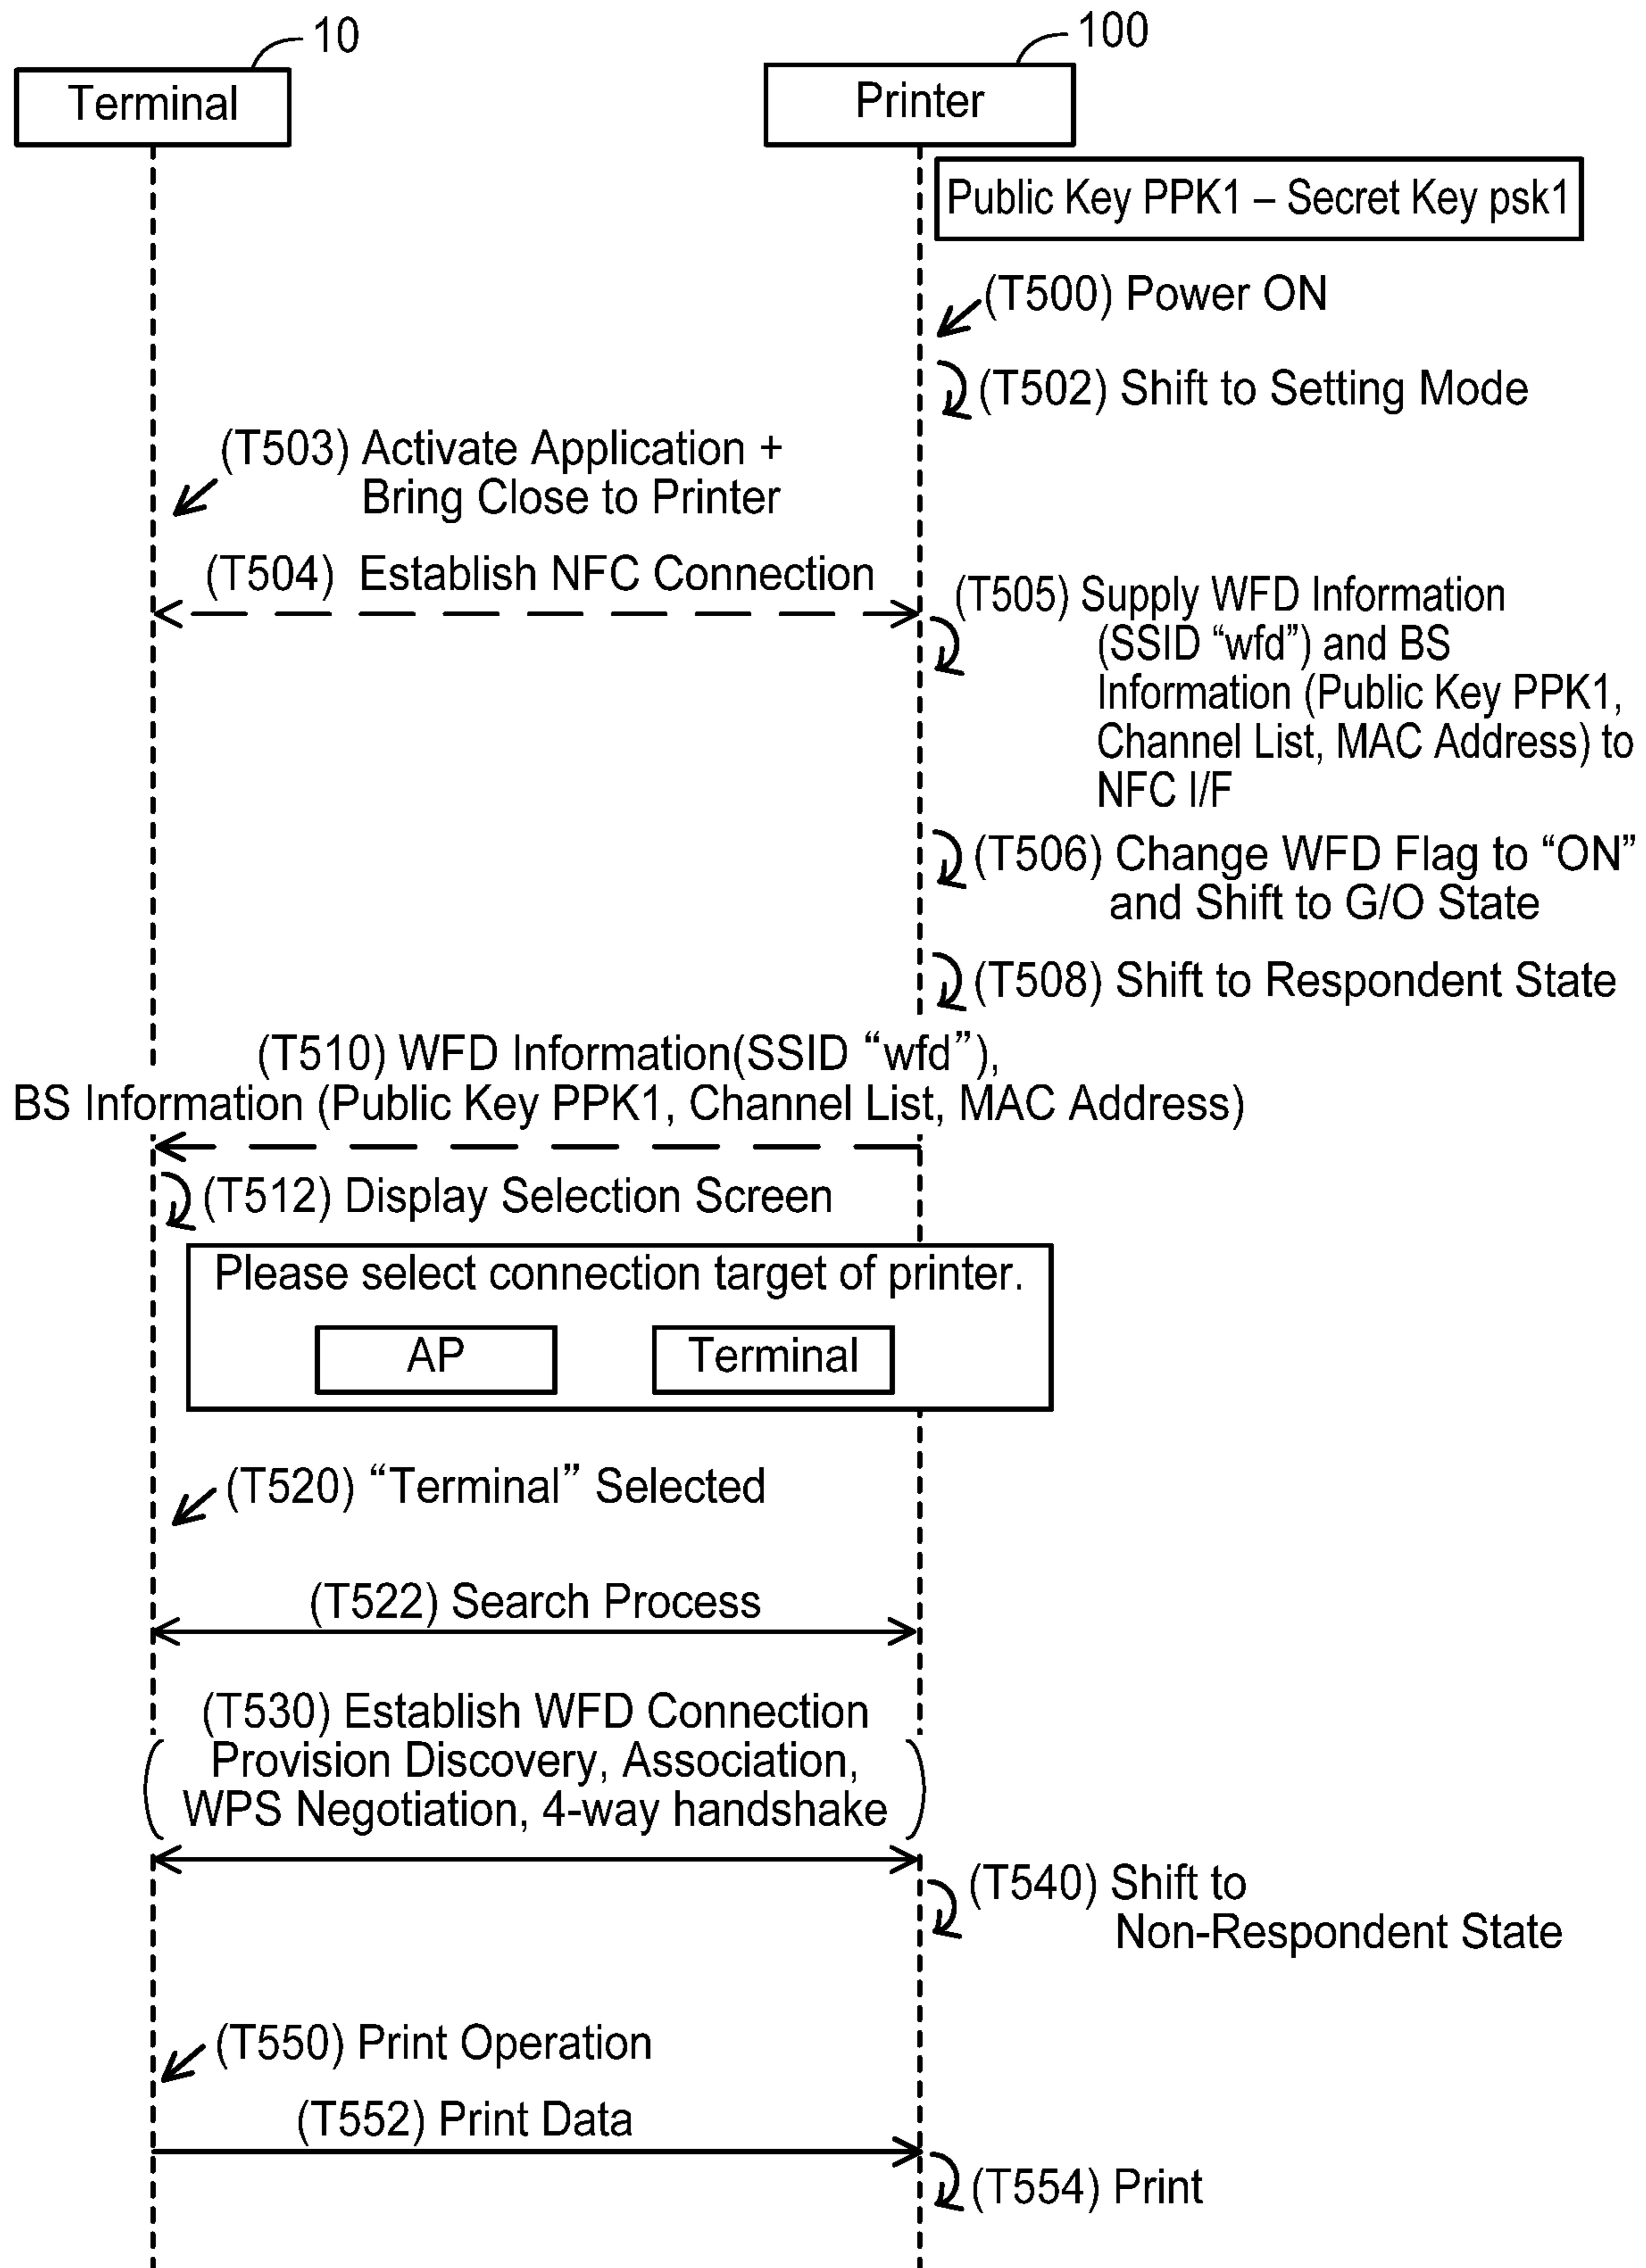 10
100
Terminal
Printer
Public Key PPK1 – Secret Key psk1
(T500) Power ON
(T502) Shift to Setting Mode
(T503) Activate Application +
Bring Close to Printer
(T504) Establish NFC Connection
(T505) Supply WFD Information
(SSID “wfd”) and BS
Information (Public Key PPK1,
Channel List, MAC Address) to
NFC I/F
(T506) Change WFD Flag to “ON”
and Shift to G/O State
(T508) Shift to Respondent State
(T510) WFD Information(SSID “wfd”),
BS Information (Public Key PPK1, Channel List, MAC Address)
(T512) Display Selection Screen
Please select connection target of printer.
AP
Terminal
(T520) “Terminal” Selected
(T522) Search Process
(T530) Establish WFD Connection
(Provision Discovery, Association,
WPS Negotiation, 4-way handshake)
(T540) Shift to
Non-Respondent State
(T550) Print Operation
(T552) Print Data
(T554) Print